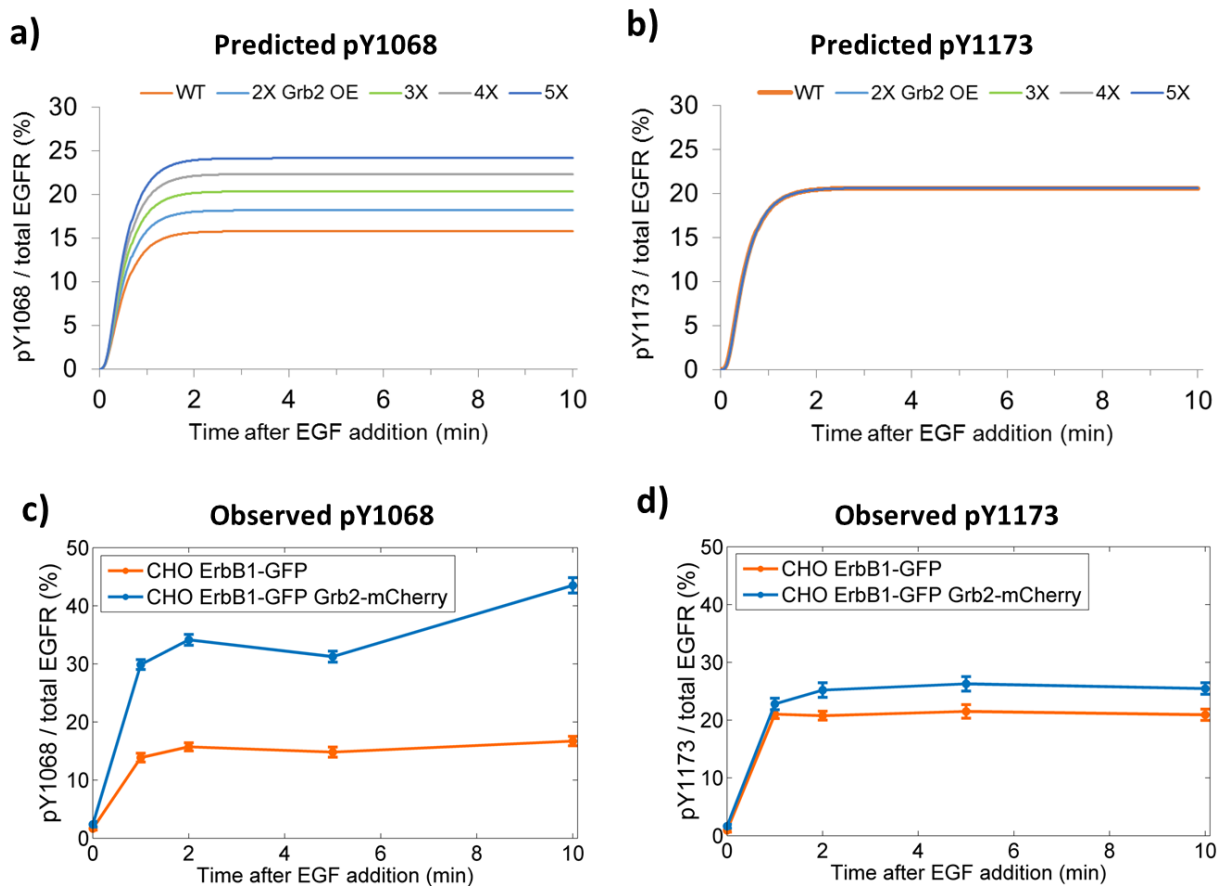 a)
Predicted pY1068
WT 2X Grb2 OE 3X 4X 5X
pY1068 / total EGFR (%)
30
25
20
15
10
5
0
0 2 4 6 8 10
Time after EGF addition (min)
b)
Predicted pY1173
WT 2X Grb2 OE 3X 4X 5X
pY1173 / total EGFR (%)
30
25
20
15
10
5
0
0 2 4 6 8 10
Time after EGF addition (min)
c)
Observed pY1068
CHO ErbB1-GFP
CHO ErbB1-GFP Grb2-mCherry
pY1068 / total EGFR (%)
50
40
30
20
10
0
0 2 4 6 8 10
Time after EGF addition (min)
d)
Observed pY1173
CHO ErbB1-GFP
CHO ErbB1-GFP Grb2-mCherry
pY1173 / total EGFR (%)
50
40
30
20
10
0
0 2 4 6 8 10
Time after EGF addition (min)